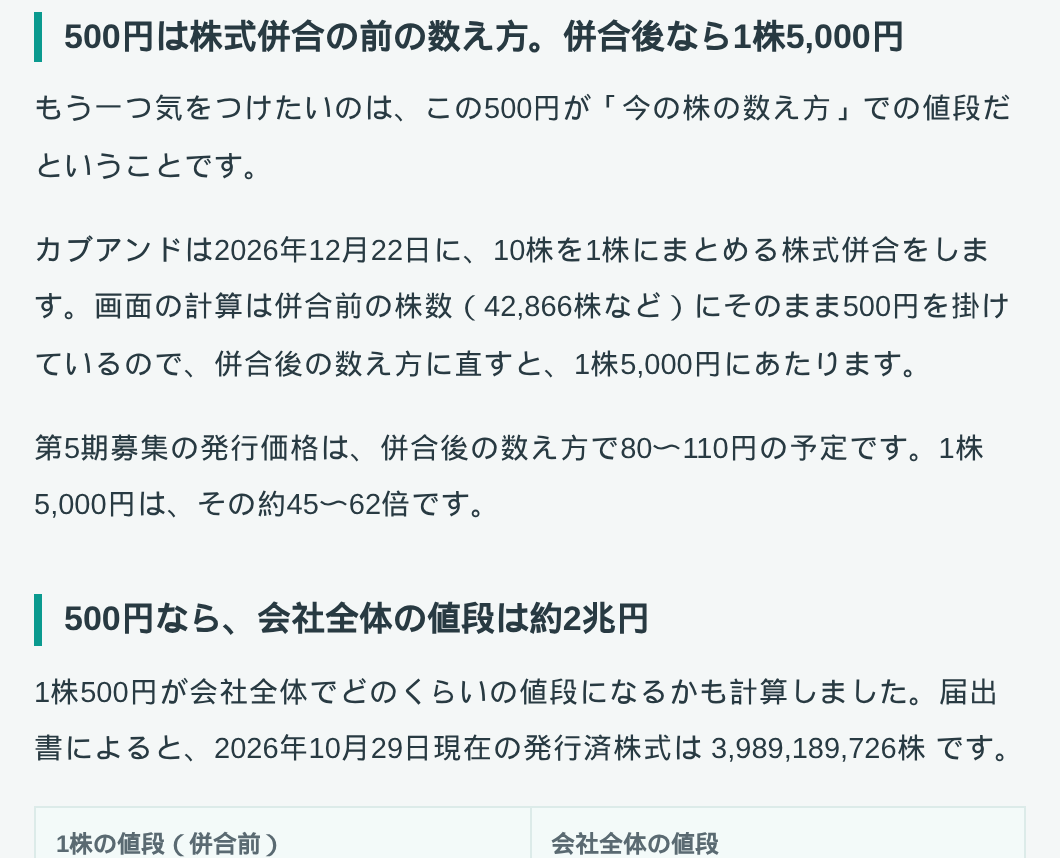 500円は株式併合の前の数え方。併合後なら1株5,000円
もう一つ気をつけたいのは、この500円が「今の株の数え方」での値段だ
ということです。
カブアンドは2026年12月22日に、10株を1株にまとめる株式併合をしま
す。画面の計算は併合前の株数（42,866株など）にそのまま500円を掛け
ているので、併合後の数え方に直すと、1株5,000円にあたります。
第5期募集の発行価格は、併合後の数え方で80〜110円の予定です。1株
5,000円は、その約45〜62倍です。
500円なら、会社全体の値段は約2兆円
1株500円が会社全体でどのくらいの値段になるかも計算しました。届出
書によると、2026年10月29日現在の発行済株式は 3,989,189,726株 です。
1株の値段（併合前）
会社全体の値段